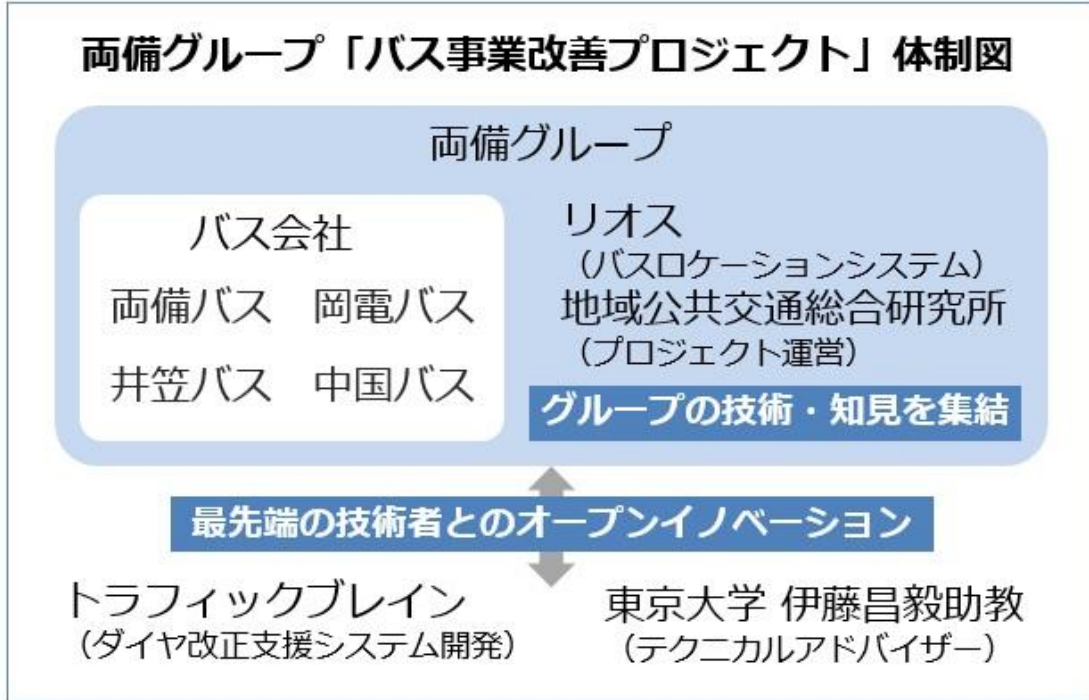 両備グループ「バス事業改善プロジェクト」体制図
両備グループ
バス会社
両備バス 岡電バス
井笠バス 中国バス
リオス
（バスロケーションシステム）
地域公共交通総合研究所
（プロジェクト運営）
グループの技術・知見を集結
最先端の技術者とのオープンイノベーション
トラフィックブレイン
（ダイヤ改正支援システム開発）
東京大学 伊藤昌毅助教
（テクニカルアドバイザー）